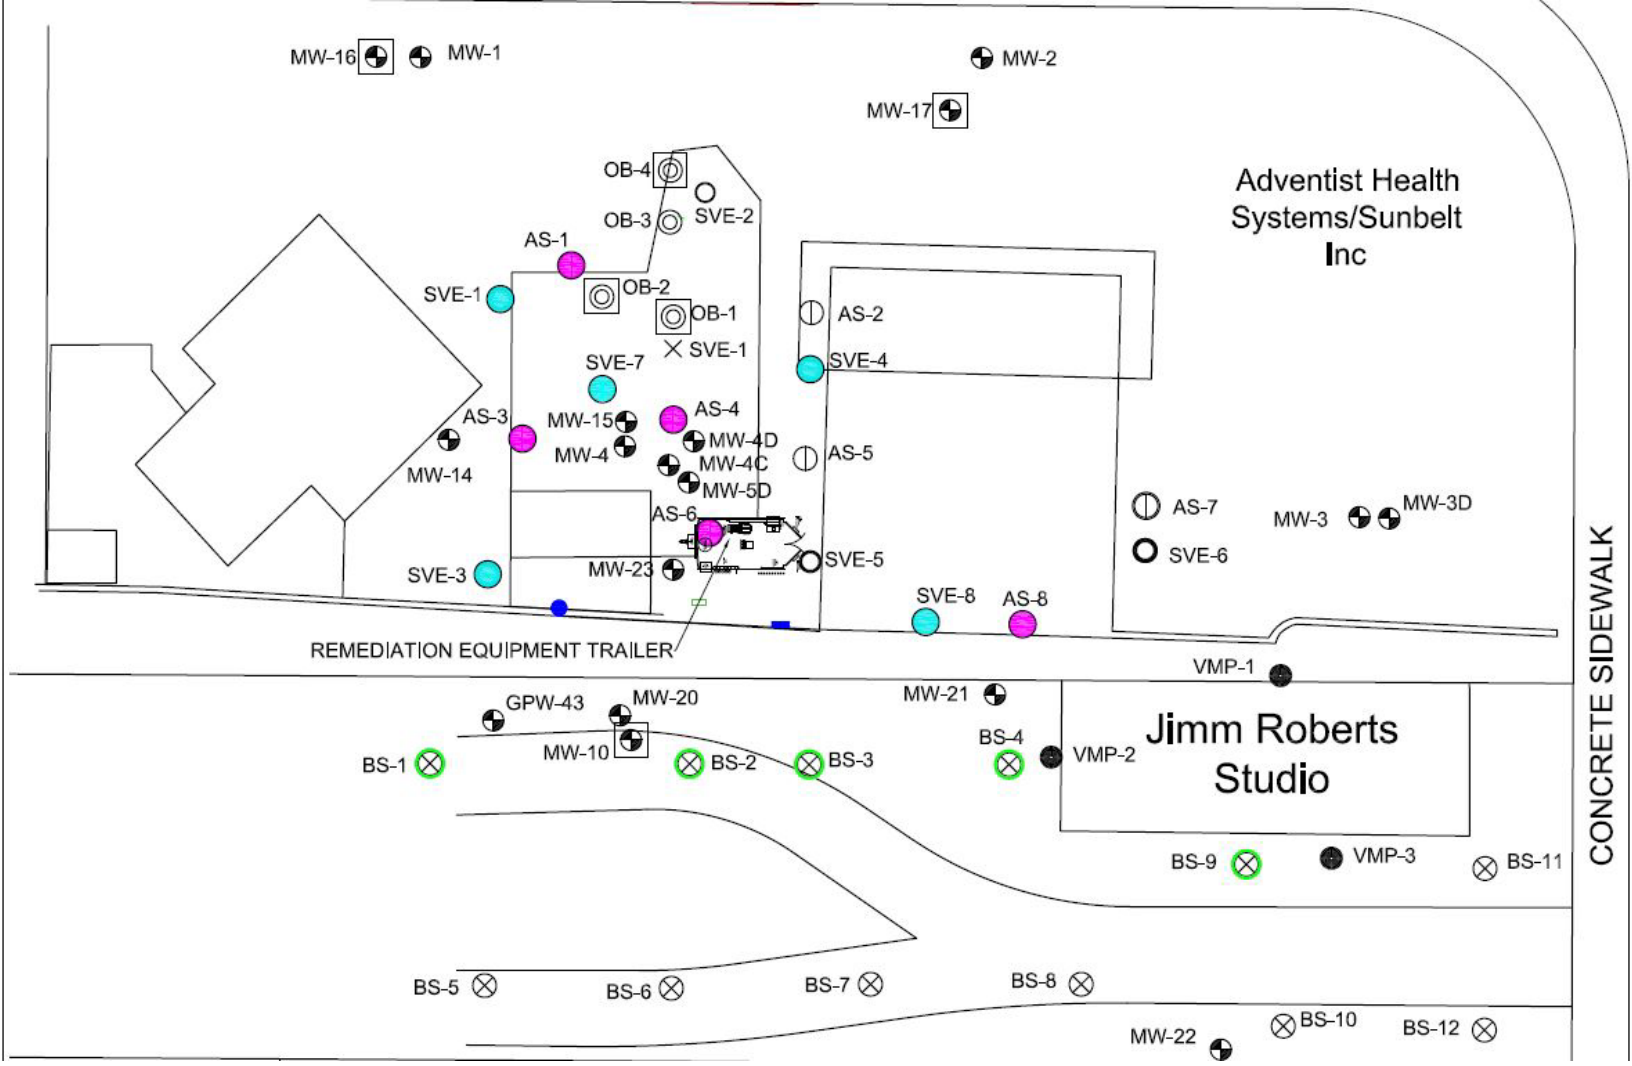 MW-16
MW-1
MW-2
MW-17
OB-4
SVE-2
OB-3
Adventist Health
Systems/Sunbelt
Inc
AS-1
SVE-1
OB-2
OB-1
AS-2
SVE-1
SVE-7
SVE-4
AS-3
MW-15
AS-4
MW-4D
MW-4
MW-14
MW-4C
AS-5
MW-5D
AS-6
AS-7
MW-3
MW-3D
SVE-6
SVE-5
SVE-3
MW-23
SVE-8
AS-8
REMEDIATION EQUIPMENT TRAILER
VMP-1
CONCRETE SIDEWALK
GPW-43
MW-20
MW-21
MW-10
BS-1
BS-2
BS-3
BS-4
VMP-2
Jimm Roberts
Studio
BS-9
VMP-3
BS-11
BS-5
BS-6
BS-7
BS-8
MW-22
BS-10
BS-12